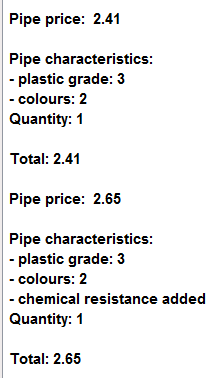 Pipe price:  2.41
Pipe characteristics:
- plastic grade: 3
- colours: 2
Quantity: 1
Total: 2.41
Pipe price:  2.65
Pipe characteristics:
- plastic grade: 3
- colours: 2
- chemical resistance added
Quantity: 1
Total: 2.65